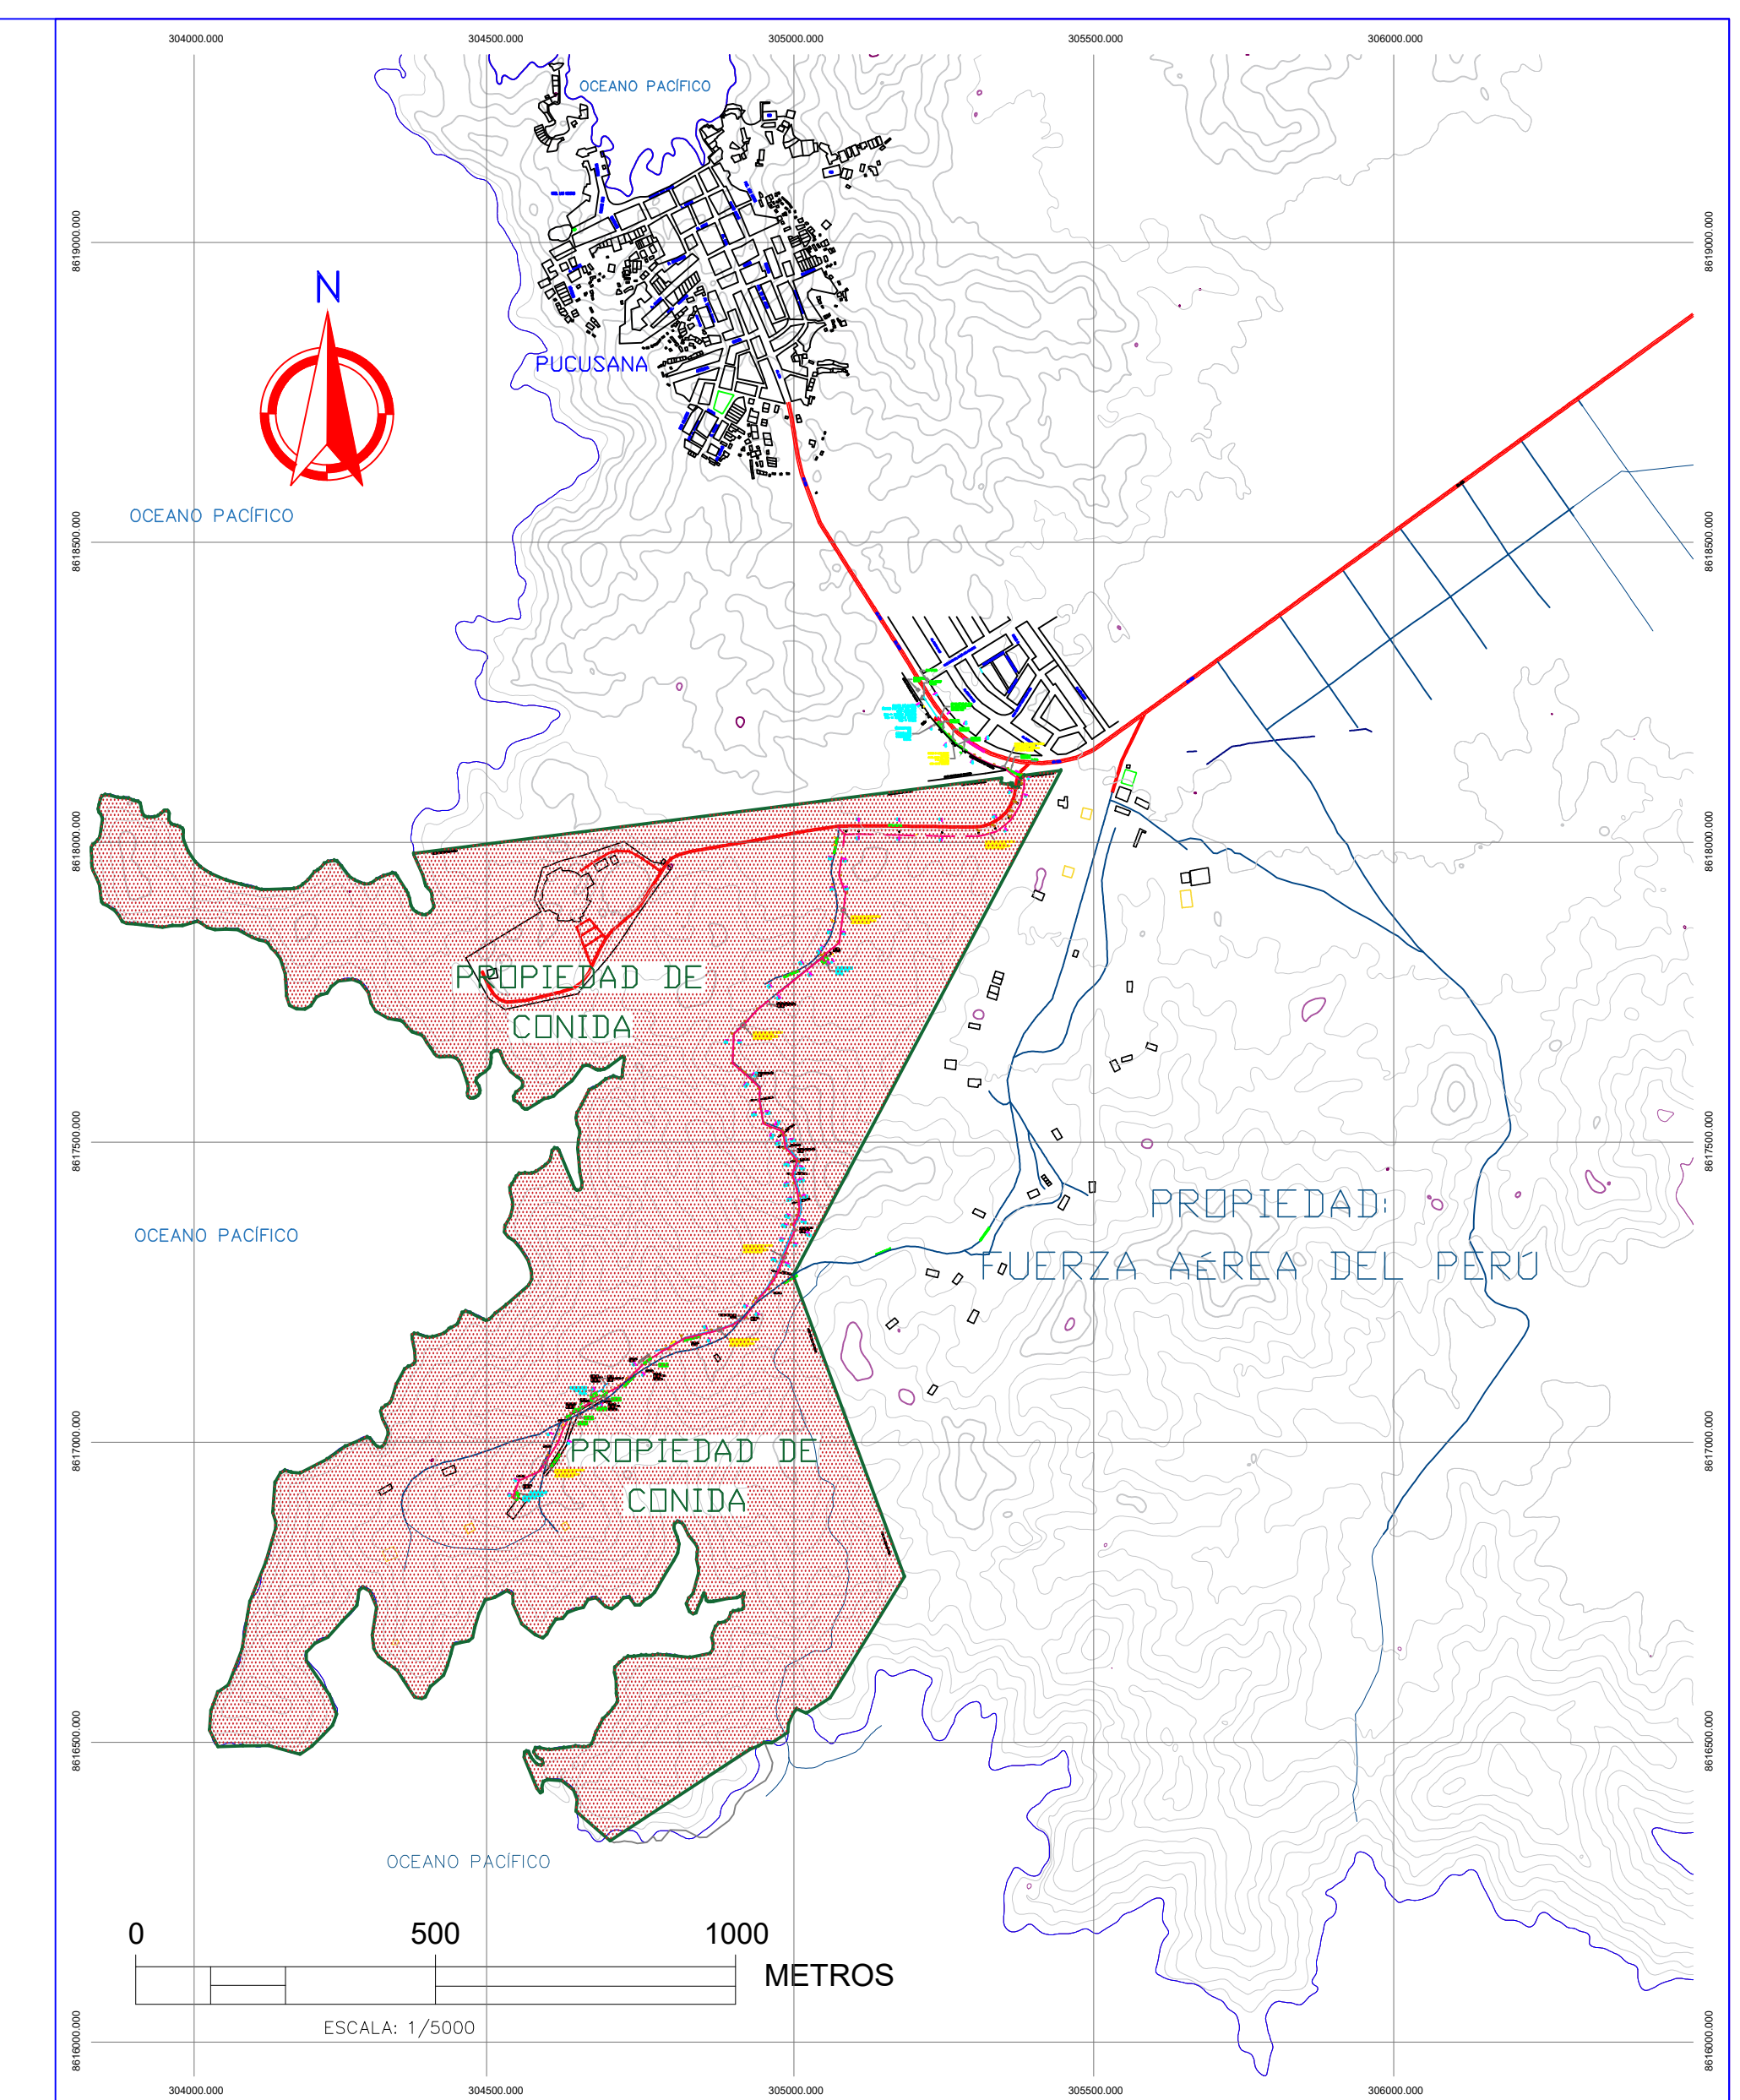 304000.000
304500.000
305000.000
305500.000
306000.000
OCEANO PACÍFICO
8619000.000
8619000.000
N
PUCUSANA
OCEANO PACÍFICO
8618500.000
8618500.000
8618000.000
8618000.000
PROPIEDAD DE
CONIDA
8617500.000
8617500.000
PROPIEDAD:
OCEANO PACÍFICO
FUERZA AÉREA DEL PERÚ
8617000.000
8617000.000
PROPIEDAD DE
CONIDA
8616500.000
8616500.000
OCEANO PACÍFICO
0
500
1000
METROS
ESCALA: 1/5000
8616000.000
8616000.000
304000.000
304500.000
305000.000
305500.000
306000.000